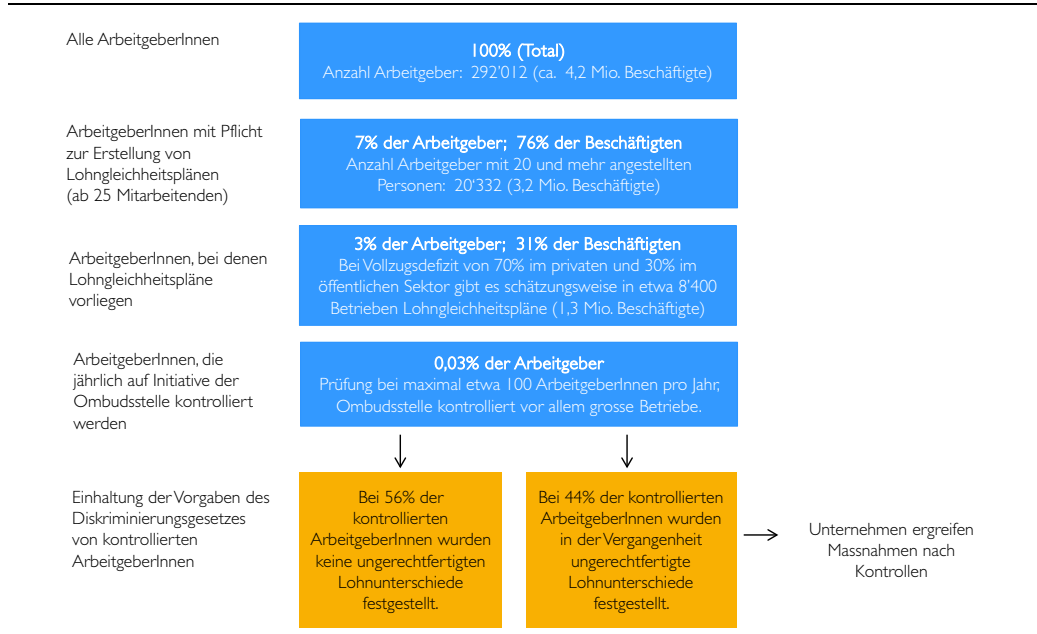 Alle ArbeitgeberInnen
100% (Total)
Anzahl Arbeitgeber: 292'012 (ca. 4,2 Mio. Beschäftigte)
ArbeitgeberInnen mit Pflicht
zur Erstellung von
Lohngleichheitsplänen
(ab 25 Mitarbeitenden)
7% der Arbeitgeber; 76% der Beschäftigten
Anzahl Arbeitgeber mit 20 und mehr angestellten
Personen: 20'332 (3,2 Mio. Beschäftigte)
ArbeitgeberInnen, bei denen
Lohngleichheitspläne
vorliegen
3% der Arbeitgeber; 31% der Beschäftigten
Bei Vollzugsdefizit von 70% im privaten und 30% im
öffentlichen Sektor gibt es schätzungsweise in etwa 8'400
Betrieben Lohngleichheitspläne (1,3 Mio. Beschäftigte)
ArbeitgeberInnen, die
jährlich auf Initiative der
Ombudsstelle kontrolliert
werden
0,03% der Arbeitgeber
Prüfung bei maximal etwa 100 ArbeitgeberInnen pro Jahr,
Ombudsstelle kontrolliert vor allem grosse Betriebe.
Einhaltung der Vorgaben des
Diskriminierungsgesetzes
von kontrollierten
ArbeitgeberInnen
Bei 56% der
kontrollierten
ArbeitgeberInnen wurden
keine ungerechtfertigten
Lohnunterschiede
festgestellt.
Bei 44% der kontrollierten
ArbeitgeberInnen wurden
in der Vergangenheit
ungerechtfertigte
Lohnunterschiede
festgestellt.
Unternehmen ergreifen
Massnahmen nach
Kontrollen